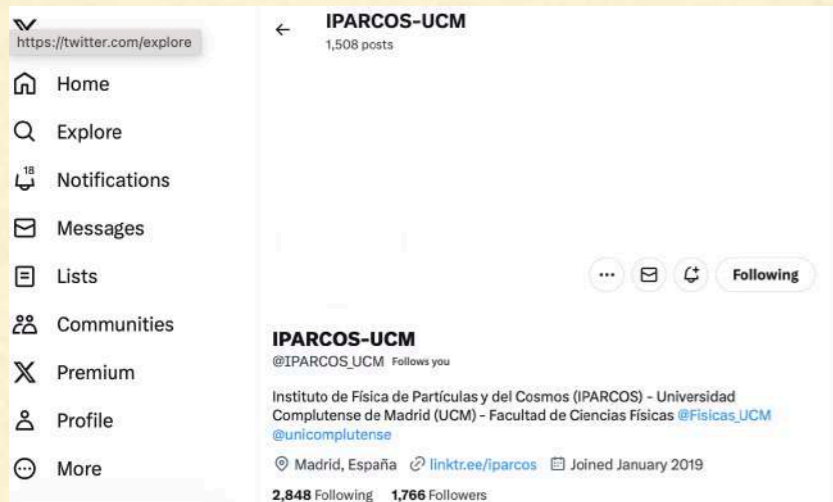 https://twitter.com/explore
Home
Explore
18
Notifications
Messages
Lists
Communities
Premium
Profile
More
IPARCOS-UCM
1,508 posts
Following
IPARCOS-UCM
@IPARCOS_UCM Follows you
Instituto de Física de Partículas y del Cosmos (IPARCOS) - Universidad
Complutense de Madrid (UCM) - Facultad de Ciencias Físicas @Fisicas_UCM
@unicomplutense
Madrid, España linktr.ee/iparcos Joined January 2019
2,848 Following 1,766 Followers